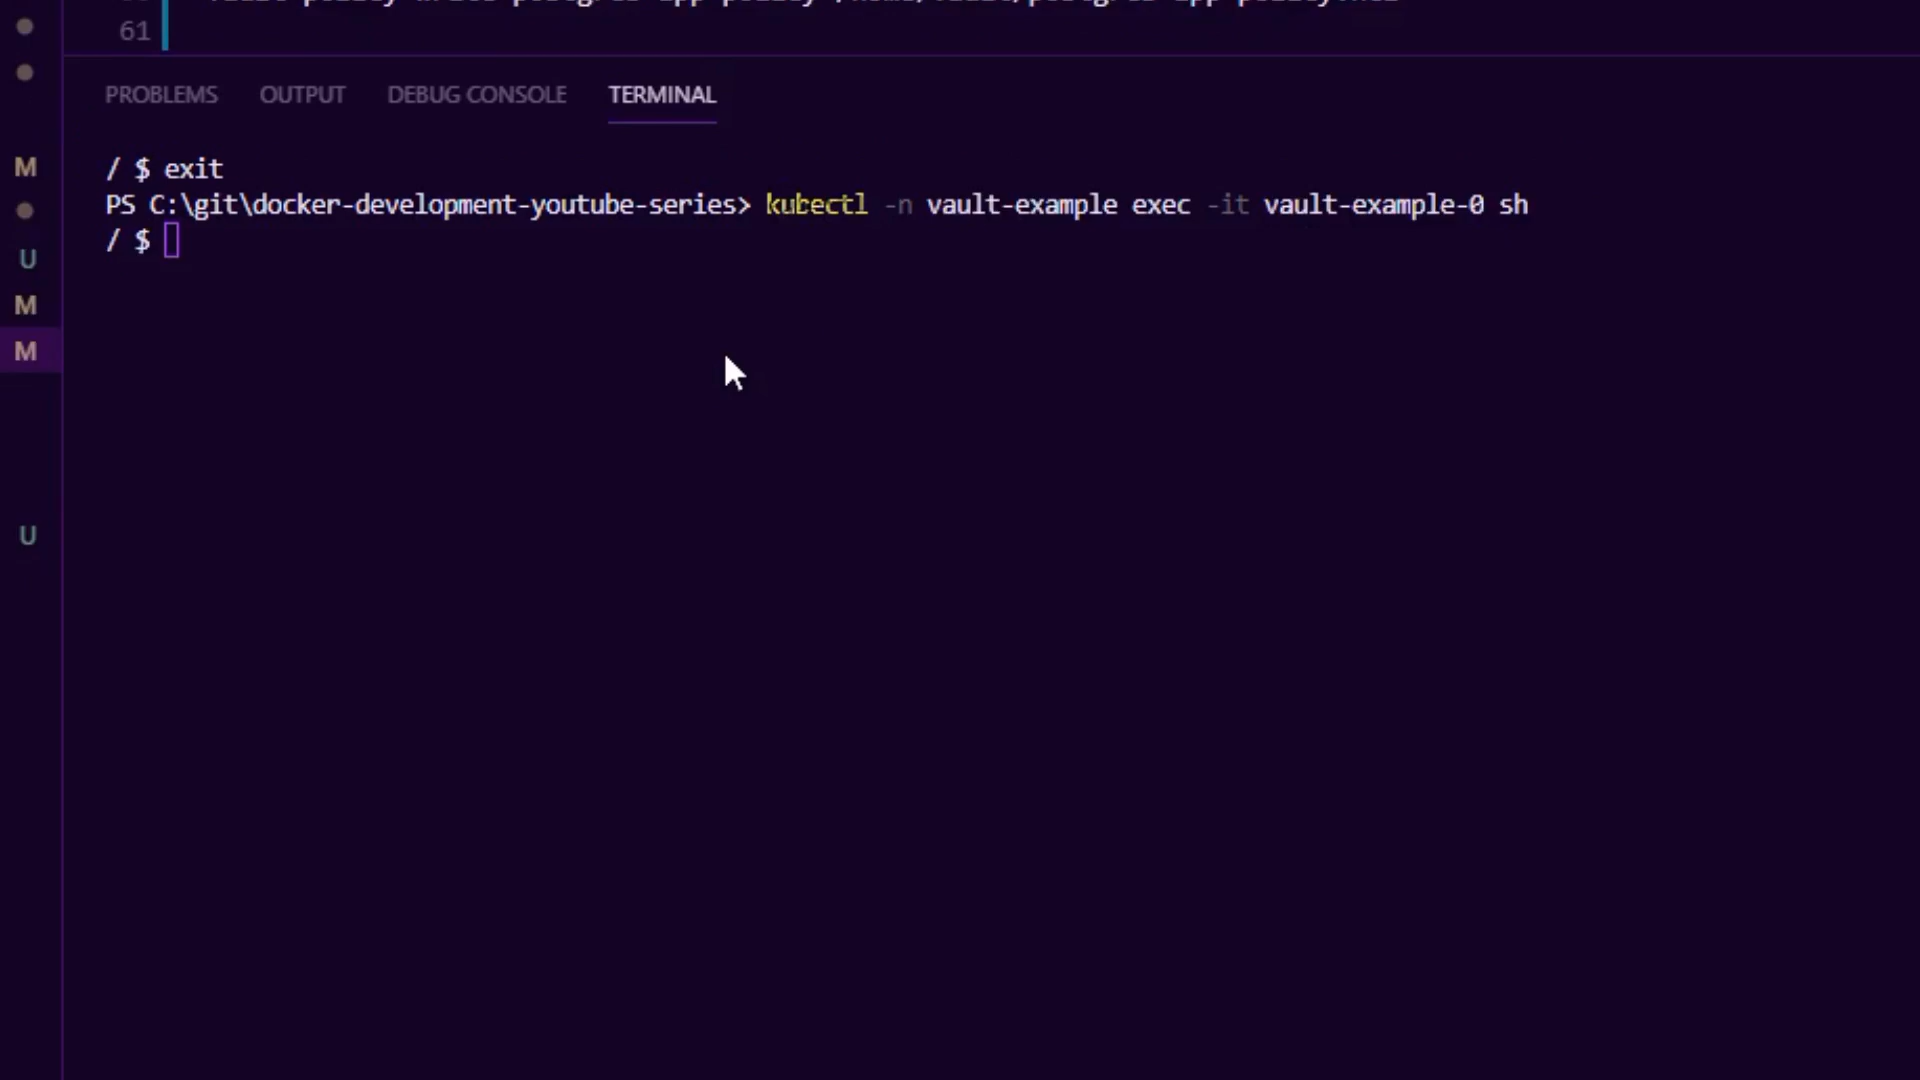 61
PROBLEMS OUTPUT DEBUG CONSOLE TERMINAL
/ $ exit
PS C:\git\docker-development-youtube-series> kubectl -n vault-example exec -it vault-example-0 sh
/ $
M
U
M
M
U